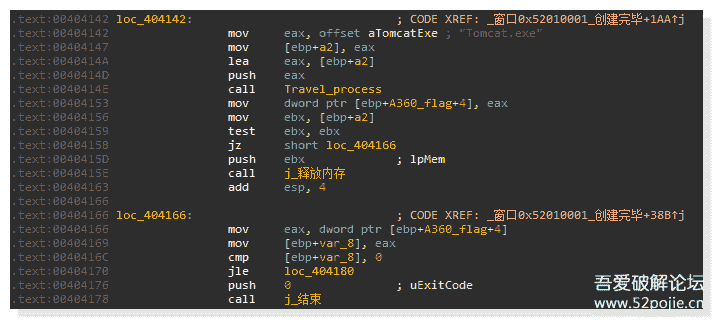 .text:00404142 loc_404142: ; CODE XREF: _窗口0x52010001_创建完毕+1AA↑j
.text:00404142 mov eax, offset aTomcatExe ; "Tomcat.exe"
.text:00404147 mov [ebp+a2], eax
.text:0040414A lea eax, [ebp+a2]
.text:0040414D push eax
.text:0040414E call Travel_process
.text:00404153 mov dword ptr [ebp+A360_flag+4], eax
.text:00404156 mov ebx, [ebp+a2]
.text:00404159 test ebx, ebx
.text:0040415B jz short loc_404166
.text:0040415D push ebx ; lpMem
.text:0040415E call j_释放内存
.text:00404163 add esp, 4
.text:00404166
.text:00404166 loc_404166: ; CODE XREF: _窗口0x52010001_创建完毕+38B↑j
.text:00404166 mov eax, dword ptr [ebp+A360_flag+4]
.text:00404169 mov [ebp+var_8], eax
.text:0040416C cmp [ebp+var_8], 0
.text:00404170 jle loc_404180
.text:00404176 push 0 ; uExitCode
.text:00404178 call j_结束
吾爱破解论坛
www.52pojie.cn